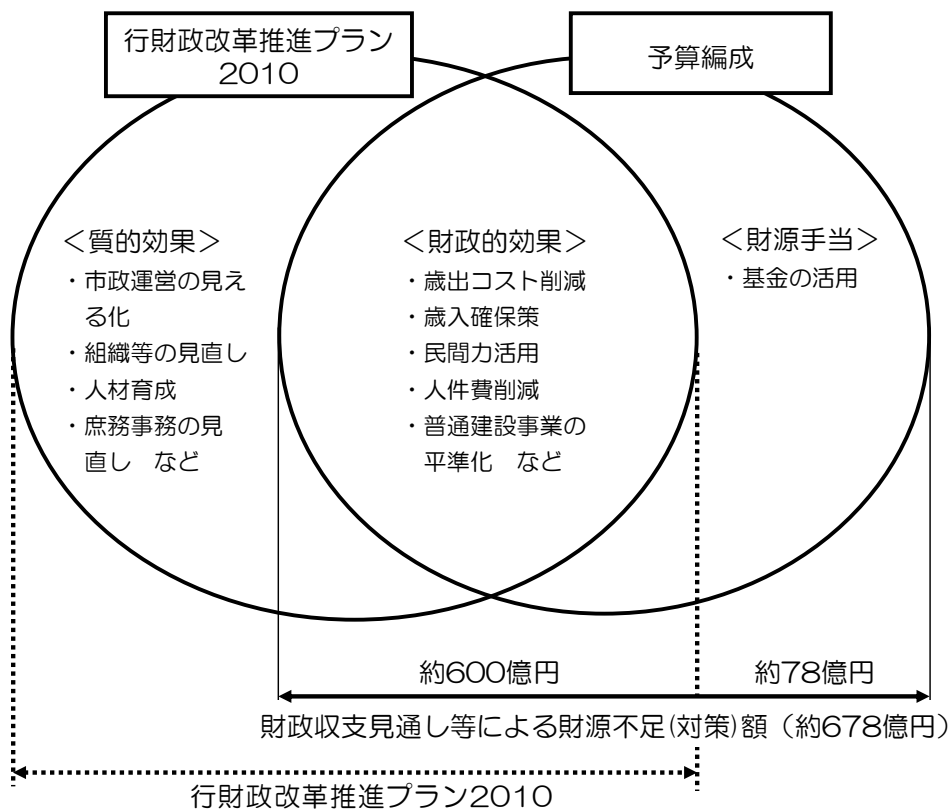 行財政改革推進プラン
2010
予算編成
＜質的効果＞
・市政運営の見え
る化
・組織等の見直し
・人材育成
・庶務事務の見
直し　など
＜財政的効果＞
・歳出コスト削減
・歳入確保策
・民間力活用
・人件費削減
・普通建設事業の
平準化　など
＜財源手当＞
・基金の活用
約600億円
約78億円
財政収支見通し等による財源不足(対策)額（約678億円）
行財政改革推進プラン2010